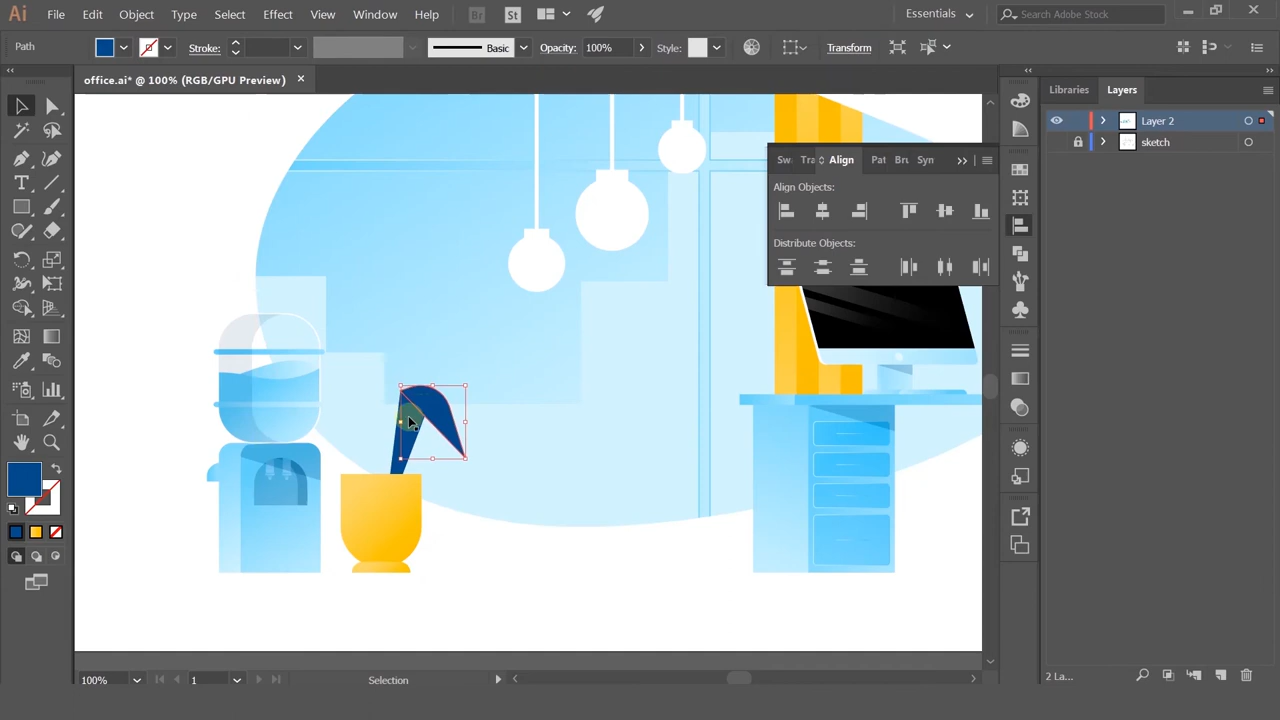 Ai File Edit Object Type Select Effect View Window Help Br St Essentials Search Adobe Stock
Path Stroke: Basic Opacity: 100% Style: Transform
office.ai* @ 100% (RGB/GPU Preview)
Libraries Layers
Layer 2
sketch
Sw Tra Align Pat Bru Syn
Align Objects:
Distribute Objects:
100% 1 Selection
2 La...